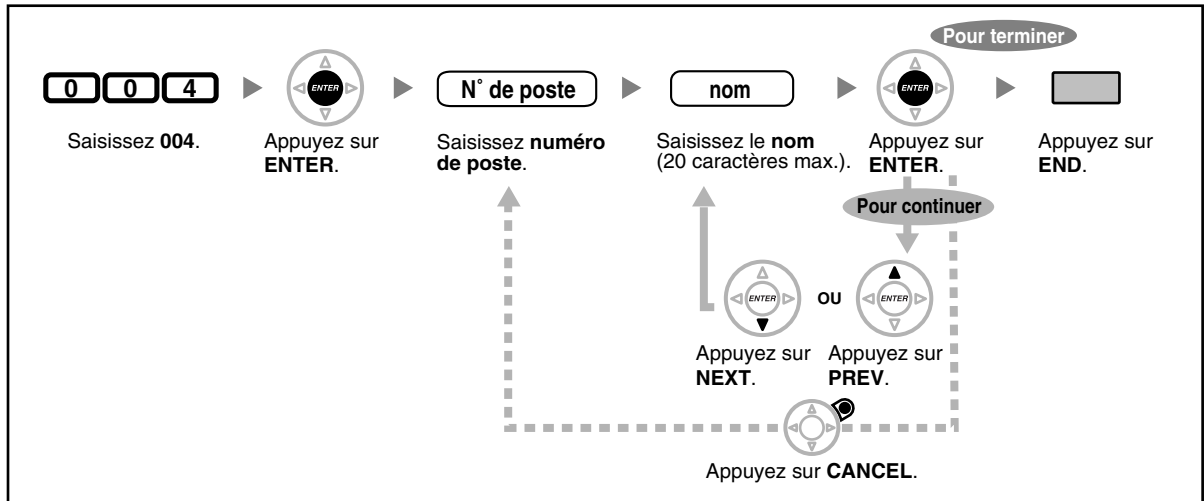 Pour terminer
0 0 4
ENTER
N° de poste
nom
ENTER
Saisissez 004.
Appuyez sur
ENTER.
Saisissez numéro
de poste.
Saisissez le nom
(20 caractères max.).
Appuyez sur
ENTER.
Appuyez sur
END.
Pour continuer
ENTER
OU
ENTER
Appuyez sur
NEXT.
Appuyez sur
PREV.
Appuyez sur CANCEL.